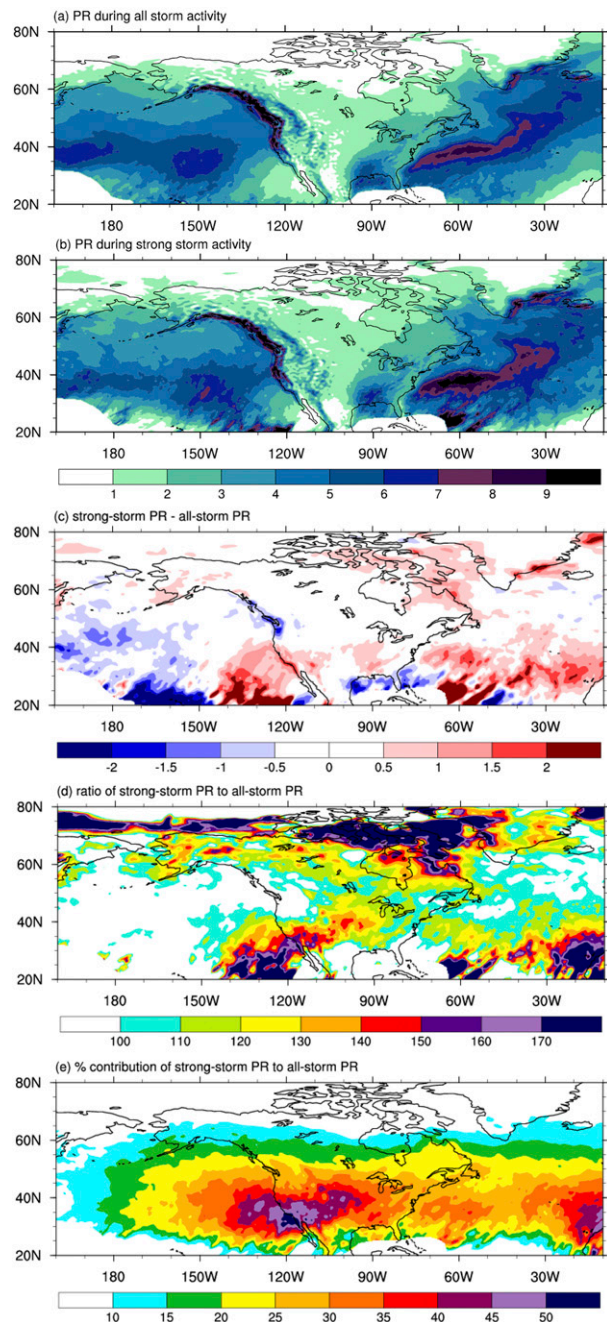 (a) PR during all storm activity
80N
60N
40N
20N
180 150W 120W 90W 60W 30W
(b) PR during strong storm activity
80N
60N
40N
20N
180 150W 120W 90W 60W 30W
1 2 3 4 5 6 7 8 9
(c) strong-storm PR - all-storm PR
80N
60N
40N
20N
180 150W 120W 90W 60W 30W
-2 -1.5 -1 -0.5 0 0.5 1 1.5 2
(d) ratio of strong-storm PR to all-storm PR
80N
60N
40N
20N
180 150W 120W 90W 60W 30W
100 110 120 130 140 150 160 170
(e) % contribution of strong-storm PR to all-storm PR
80N
60N
40N
20N
180 150W 120W 90W 60W 30W
10 15 20 25 30 35 40 45 50